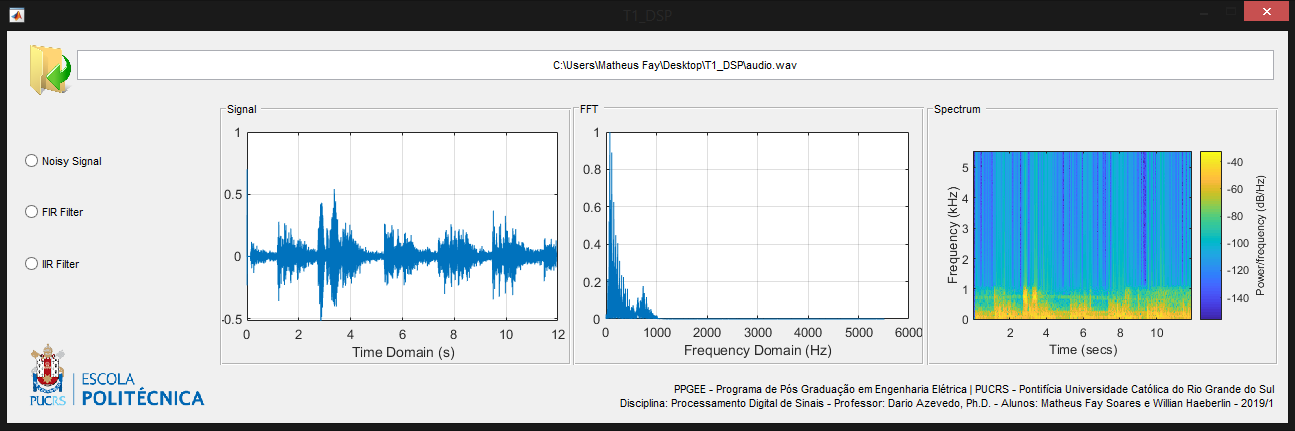 T1_DSP
C:\Users\Matheus Fay\Desktop\T1_DSP\audio.wav
Noisy Signal
FIR Filter
IIR Filter
Signal
1
0.5
0
-0.5
0 2 4 6 8 10 12
Time Domain (s)
FFT
1
0.8
0.6
0.4
0.2
0
0 1000 2000 3000 4000 5000 6000
Frequency Domain (Hz)
Spectrum
Frequency (kHz)
5
4
3
2
1
0
2 4 6 8 10
Time (secs)
-40
-60
-80
-100
-120
-140
Power/frequency (dB/Hz)
PUCRS
ESCOLA
POLITÉCNICA
PPGEE - Programa de Pós Graduação em Engenharia Elétrica | PUCRS - Pontifícia Universidade Católica do Rio Grande do Sul
Disciplina: Processamento Digital de Sinais - Professor: Dario Azevedo, Ph.D. - Alunos: Matheus Fay Soares e Willian Haeberlin - 2019/1